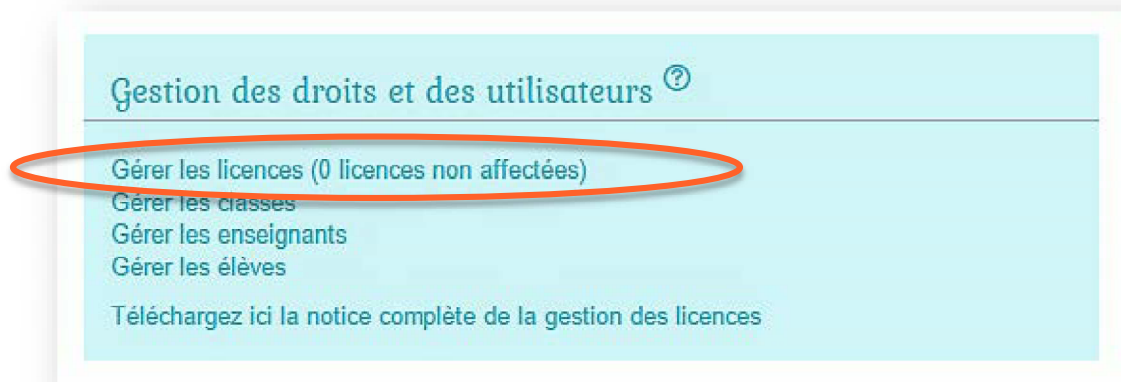 Gestion des droits et des utilisateurs ?
Gérer les licences (0 licences non affectées)
Gérer les classes
Gérer les enseignants
Gérer les élèves
Téléchargez ici la notice complète de la gestion des licences